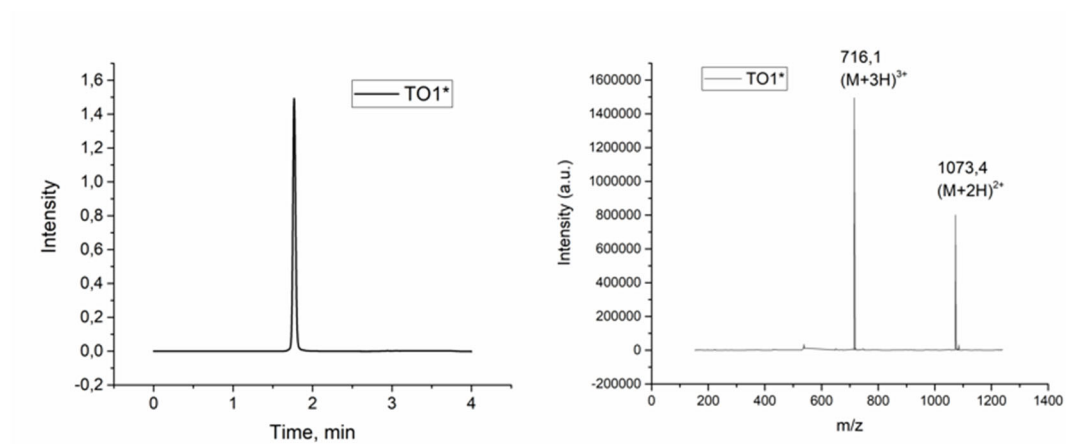 TO1*
1,6
1,4
1,2
1,0
0,8
0,6
0,4
0,2
0,0
-0,2
Intensity
0 1 2 3 4
Time, min
716,1
(M+3H)3+
TO1*
1073,4
(M+2H)2+
1600000
1400000
1200000
1000000
800000
600000
400000
200000
0
-200000
Intensity (a.u.)
0 200 400 600 800 1000 1200 1400
m/z